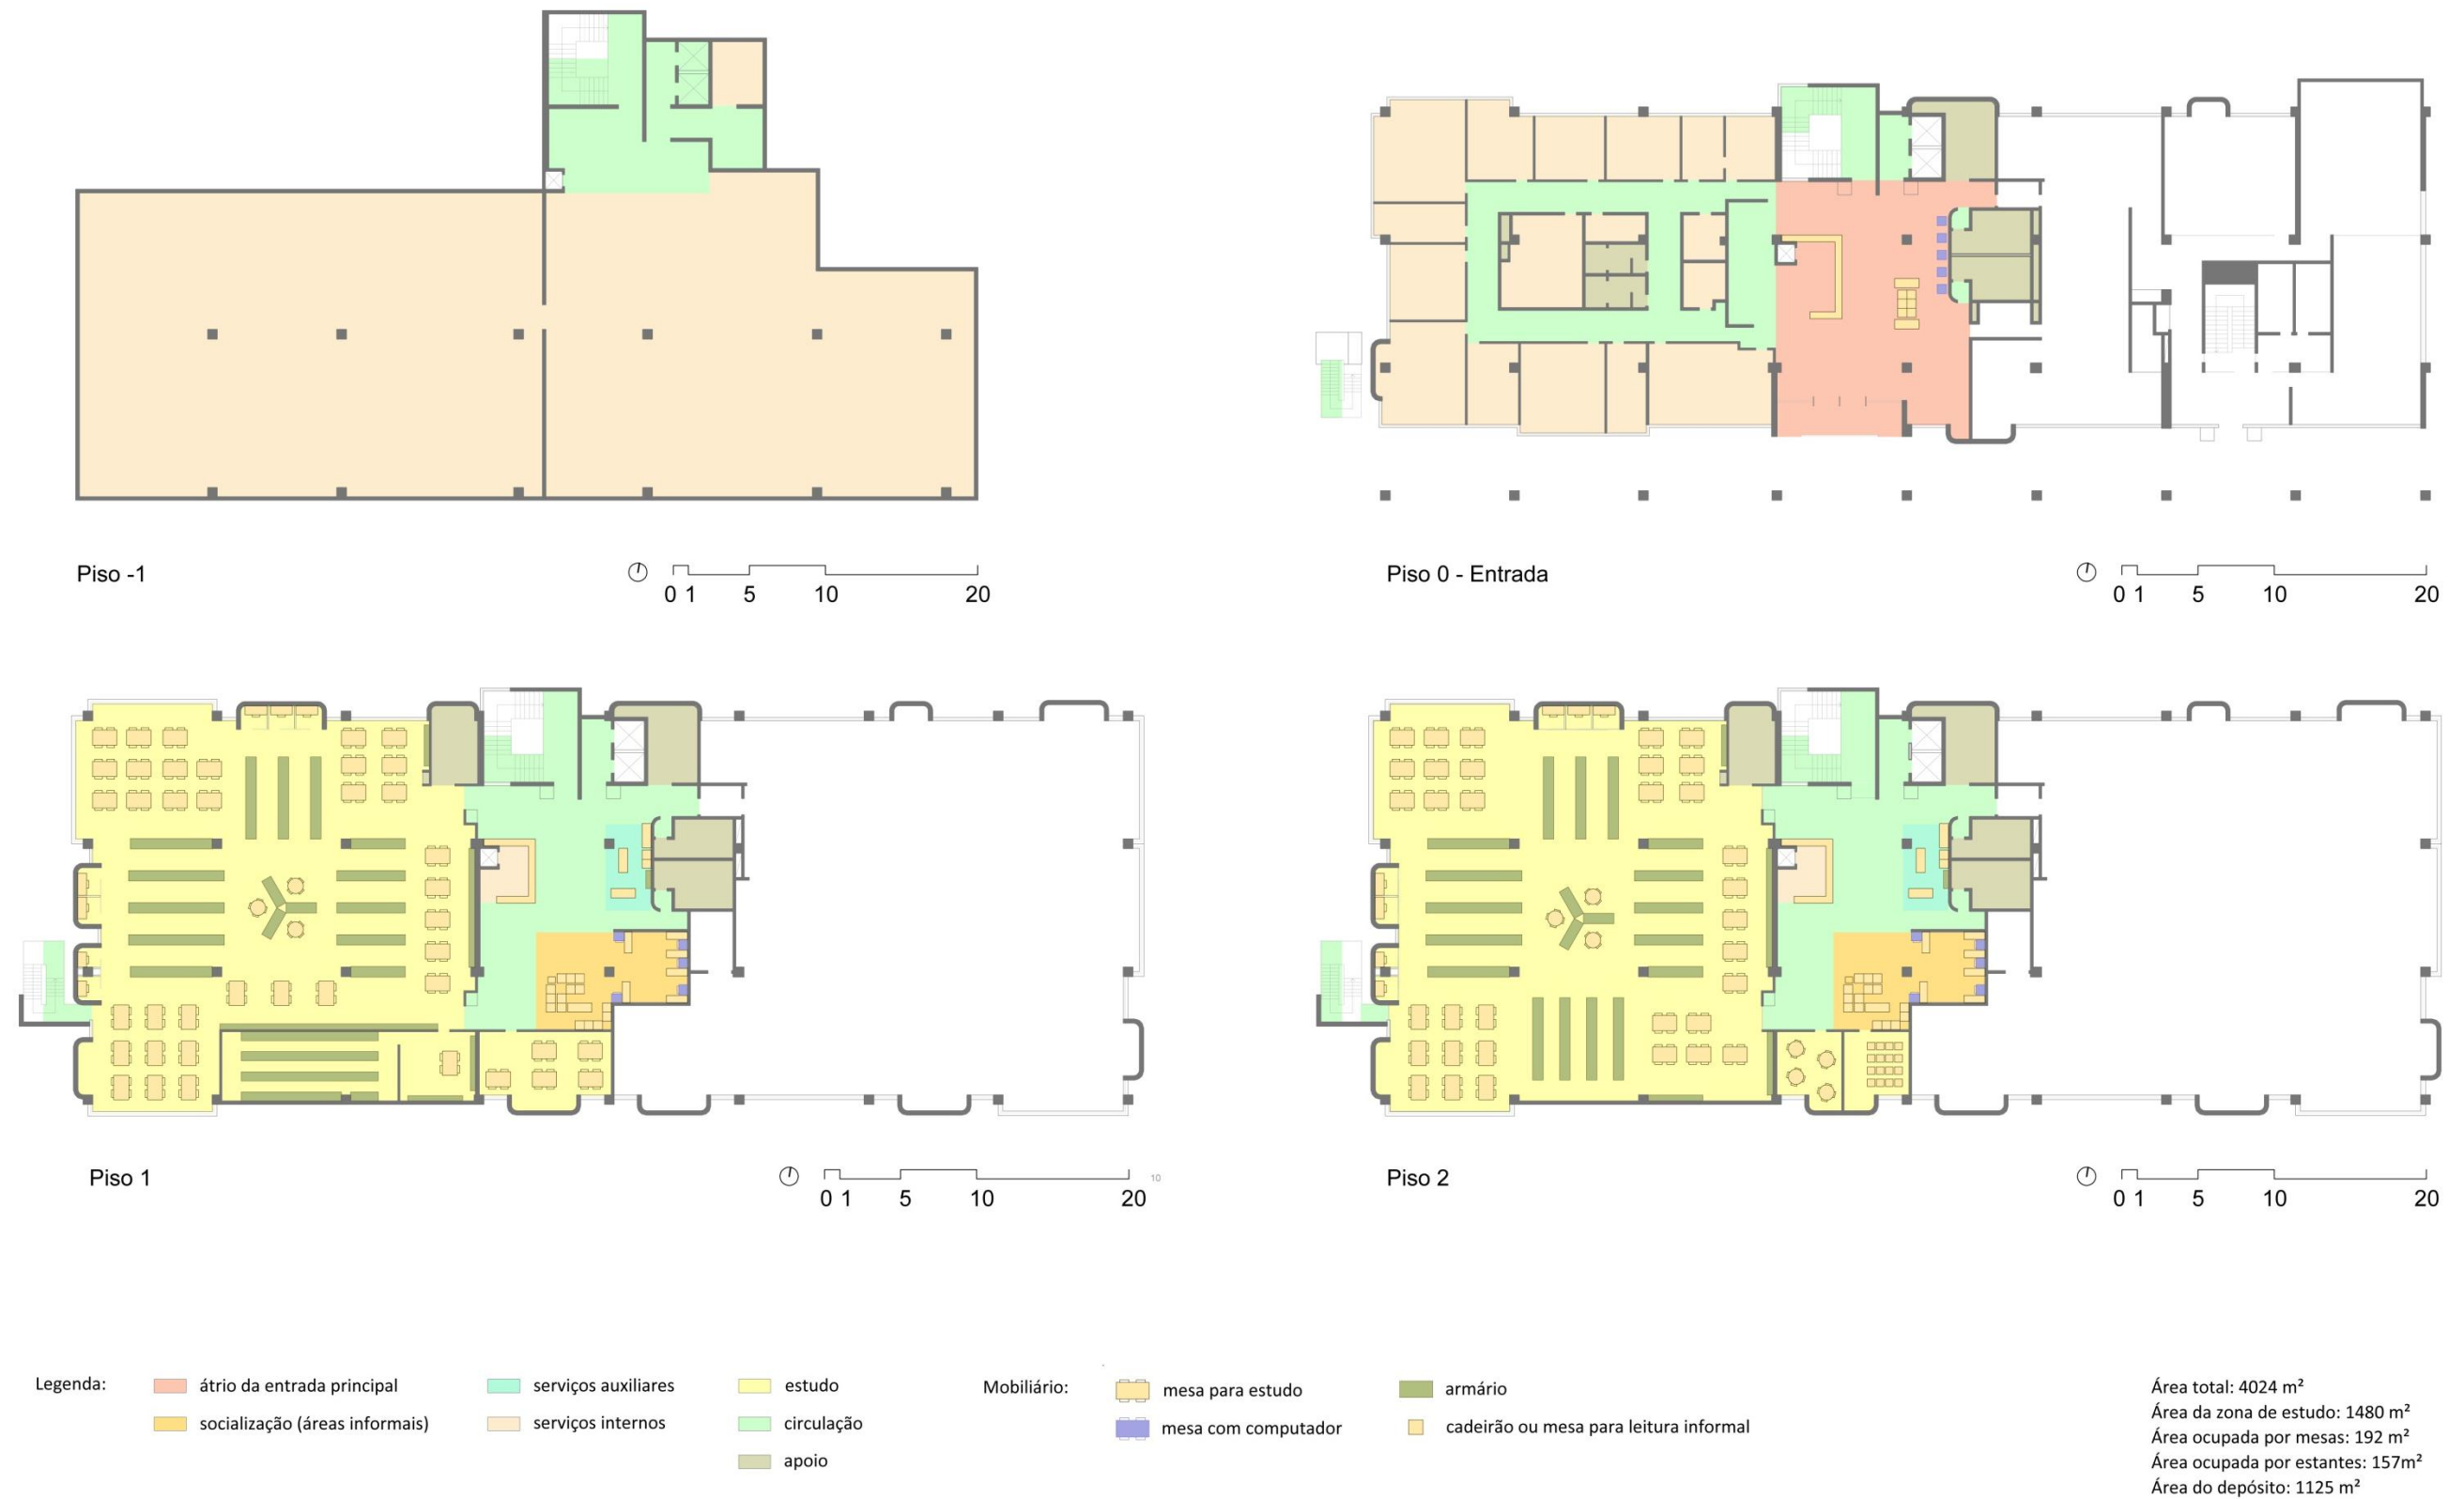 Piso -1
0 1 5 10 20
Piso 0 - Entrada
0 1 5 10 20
Piso 1
0 1 5 10 20
10
Piso 2
0 1 5 10 20
Legenda:
átrio da entrada principal
socialização (áreas informais)
serviços auxiliares
serviços internos
estudo
circulação
apoio
Mobiliário:
mesa para estudo
mesa com computador
armário
cadeirão ou mesa para leitura informal
Área total: 4024 m²
Área da zona de estudo: 1480 m²
Área ocupada por mesas: 192 m²
Área ocupada por estantes: 157m²
Área do depósito: 1125 m²